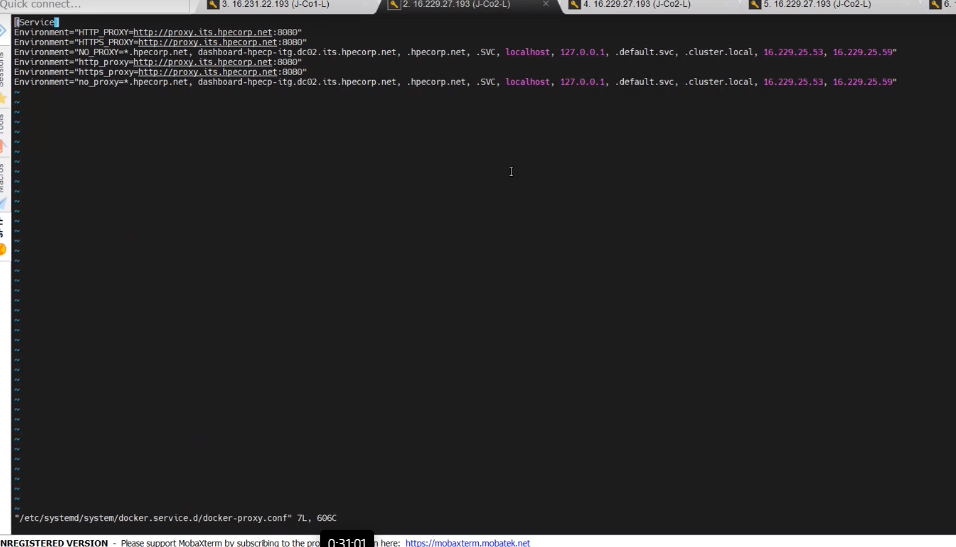 Quick connect...
3. 16.231.22.193 (J-Co1-L)
2. 16.229.27.193 (J-Co2-L)
4. 16.229.27.193 (J-Co2-L)
5. 16.229.27.193 (J-Co2-L)
6.
[Service]
Environment="HTTP_PROXY=http://proxy.its.hpecorp.net:8080"
Environment="HTTPS_PROXY=http://proxy.its.hpecorp.net:8080"
Environment="NO_PROXY=*.hpecorp.net, dashboard-hpecp-itg.dc02.its.hpecorp.net, .hpecorp.net, .SVC, localhost, 127.0.0.1, .default.svc, .cluster.local, 16.229.25.53, 16.229.25.59"
Environment="http_proxy=http://proxy.its.hpecorp.net:8080"
Environment="https_proxy=http://proxy.its.hpecorp.net:8080"
Environment="no_proxy=*.hpecorp.net, dashboard-hpecp-itg.dc02.its.hpecorp.net, .hpecorp.net, .SVC, localhost, 127.0.0.1, .default.svc, .cluster.local, 16.229.25.53, 16.229.25.59"
Sessions
Tools
Macros
"/etc/systemd/system/docker.service.d/docker-proxy.conf" 7L, 606C
NREGISTERED VERSION - Please support MobaXterm by subscribing to the pro
0:31:01
n here: https://mobaxterm.mobatek.net